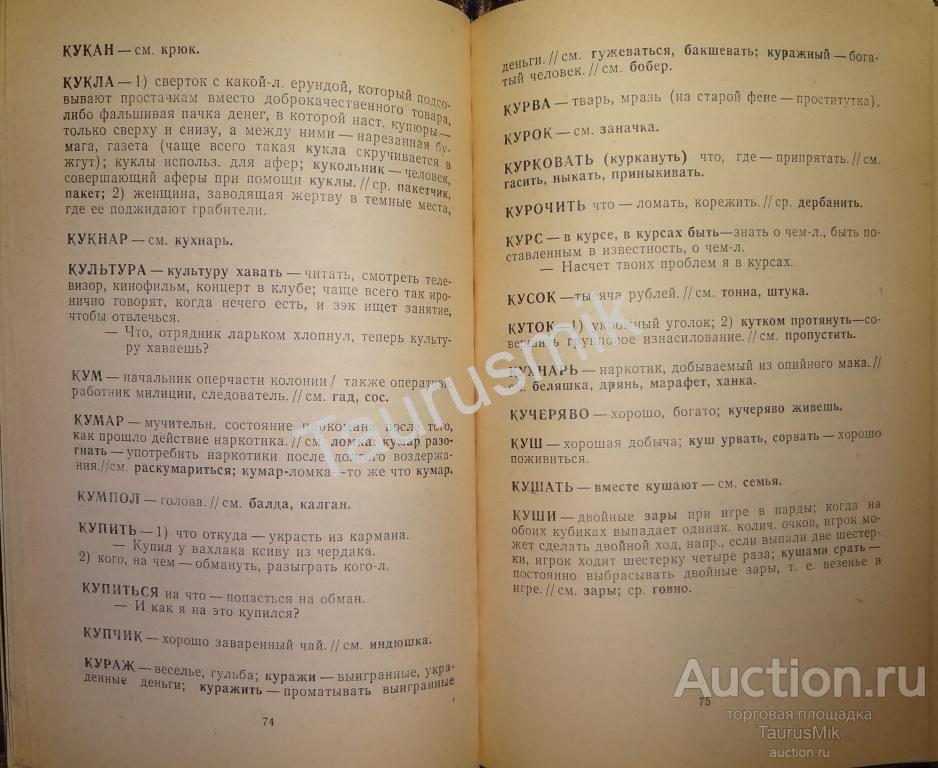 КУКАН — см. крюк.
КУКЛА — 1) сверток с какой-л. ерундой, который подсо-
вывают простачкам вместо доброкачественного товара,
либо фальшивая пачка денег, в которой наст. купюры —
только сверху и снизу, а между ними — нарезанная бу-
мага, газета (чаще всего такая кукла скручивается в
жгут); куклы использ. для афер; кукольник — человек,
совершающий аферы при помощи куклы. // ср. пакетчик,
пакет; 2) женщина, заводящая жертву в темные места,
где ее поджидают грабители.
КУКНАР — см. кухнарь.
КУЛЬТУРА — культуру хавать — читать, смотреть теле-
визор, кинофильм, концерт в клубе; чаще всего так иро-
нично говорят, когда нечего есть, и зэк ищет занятие,
чтобы отвлечься.
— Что, отрядник ларьком хлопнул, теперь культу-
ру хаваешь?
КУМ — начальник оперчасти колонии / также оператив.
работник милиции, следователь. // см. гад, сос.
КУМАР — мучительн. состояние наркомана после того,
как прошло действие наркотика. // см. ломка; кумар разо-
гнать — употребить наркотики после долгого воздержа-
ния. // см. раскумариться; кумар-ломка — то же что кумар.
КУМПОЛ — голова. // см. балда, калган.
КУПИТЬ — 1) что откуда — украсть из кармана.
— Купил у вахлака ксиву из чердака.
2) кого, на чем — обмануть, разыграть кого-л.
КУПИТЬСЯ на что — попасться на обман.
— И как я на это купился?
КУПЧИК — хорошо заваренный чай. // см. индюшка.
КУРАЖ — веселье, гульба; куражи — выигранные, укра-
денные деньги; куражить — проматывать выигранные
74
деньги. // см. гужеваться, бакшевать; куражный — бога-
тый человек. // см. бобер.
КУРВА — тварь, мразь (на старой фене — проститутка).
КУРОК — см. заначка.
КУРКОВАТЬ (куркануть) что, где — припрятать. // см.
гасить, ныкать, приныкивать.
КУРОЧИТЬ что — ломать, корежить. // ср. дербанить.
КУРС — в курсе, в курсах быть — знать о чем-л., быть по-
ставленным в известность, о чем-л.
— Насчет твоих проблем я в курсах.
КУСОК — тысяча рублей. // см. тонна, штука.
КУТОК — 1) укромный уголок; 2) кутком протянуть — со-
вершить групповое изнасилование. // см. пропустить.
КУХНАРЬ — наркотик, добываемый из опийного мака. //
см. беляшка, дрянь, марафет, ханка.
КУЧЕРЯВО — хорошо, богато; кучеряво живешь.
КУШ — хорошая добыча; куш урвать, сорвать — хорошо
поживиться.
КУШАТЬ — вместе кушают — см. семья.
КУШИ — двойные зары при игре в нарды; когда на
обоих кубиках выпадает одинак. колич. очков, игрок мо-
жет сделать двойной ход, напр., если выпали две шестер-
ки, игрок ходит шестерку четыре раза; кушами срать —
постоянно выбрасывать двойные зары, т. е. везенье в
игре. // см. зары; ср. говно.
75
Taurusmik
Auction.ru
торговая площадка
TaurusMik
auction.ru